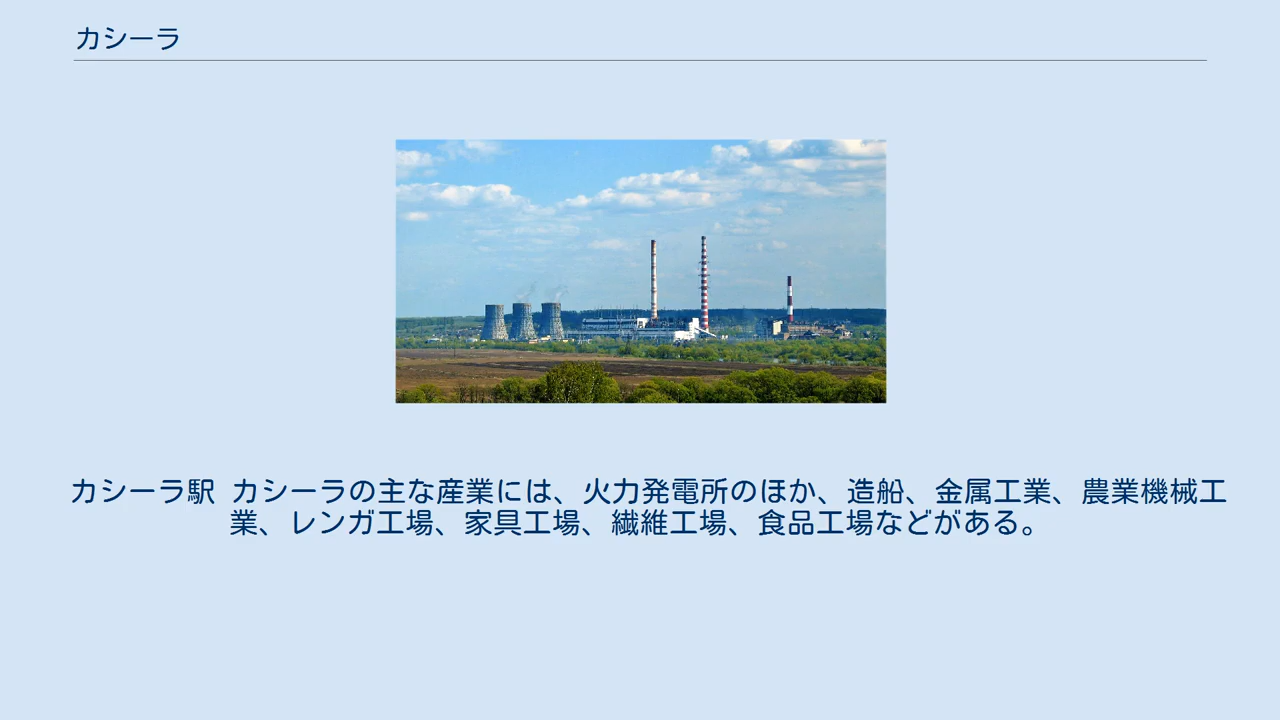 カシーラ
カシーラ駅 カシーラの主な産業には、火力発電所のほか、造船、金属工業、農業機械工
業、レンガ工場、家具工場、繊維工場、食品工場などがある。